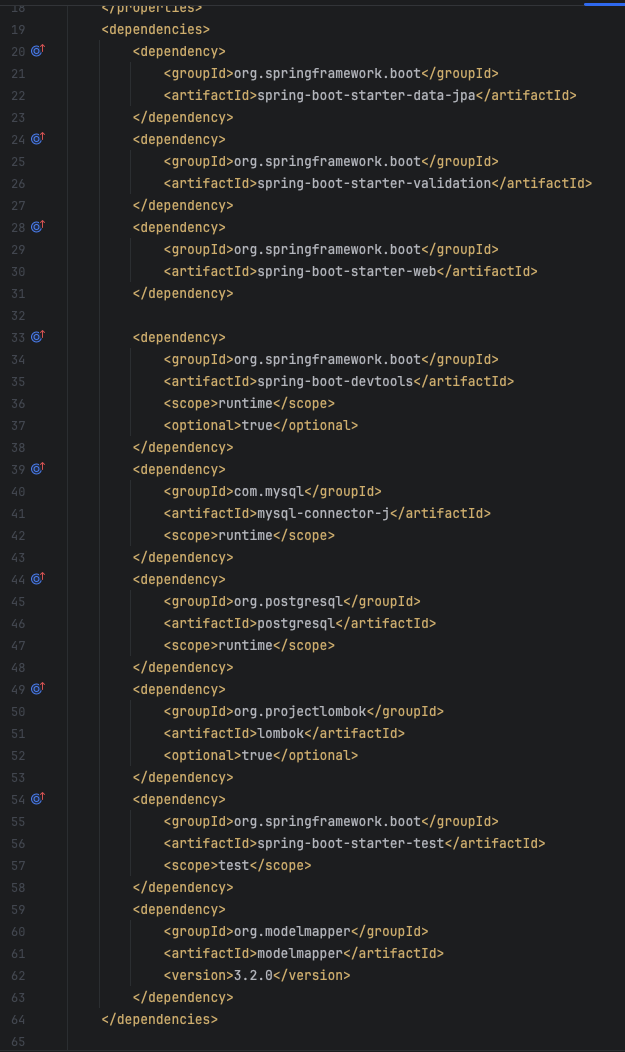 18 </properties>
19 <dependencies>
20 <dependency>
21 <groupId>org.springframework.boot</groupId>
22 <artifactId>spring-boot-starter-data-jpa</artifactId>
23 </dependency>
24 <dependency>
25 <groupId>org.springframework.boot</groupId>
26 <artifactId>spring-boot-starter-validation</artifactId>
27 </dependency>
28 <dependency>
29 <groupId>org.springframework.boot</groupId>
30 <artifactId>spring-boot-starter-web</artifactId>
31 </dependency>
32
33 <dependency>
34 <groupId>org.springframework.boot</groupId>
35 <artifactId>spring-boot-devtools</artifactId>
36 <scope>runtime</scope>
37 <optional>true</optional>
38 </dependency>
39 <dependency>
40 <groupId>com.mysql</groupId>
41 <artifactId>mysql-connector-j</artifactId>
42 <scope>runtime</scope>
43 </dependency>
44 <dependency>
45 <groupId>org.postgresql</groupId>
46 <artifactId>postgresql</artifactId>
47 <scope>runtime</scope>
48 </dependency>
49 <dependency>
50 <groupId>org.projectlombok</groupId>
51 <artifactId>lombok</artifactId>
52 <optional>true</optional>
53 </dependency>
54 <dependency>
55 <groupId>org.springframework.boot</groupId>
56 <artifactId>spring-boot-starter-test</artifactId>
57 <scope>test</scope>
58 </dependency>
59 <dependency>
60 <groupId>org.modelmapper</groupId>
61 <artifactId>modelmapper</artifactId>
62 <version>3.2.0</version>
63 </dependency>
64 </dependencies>
65